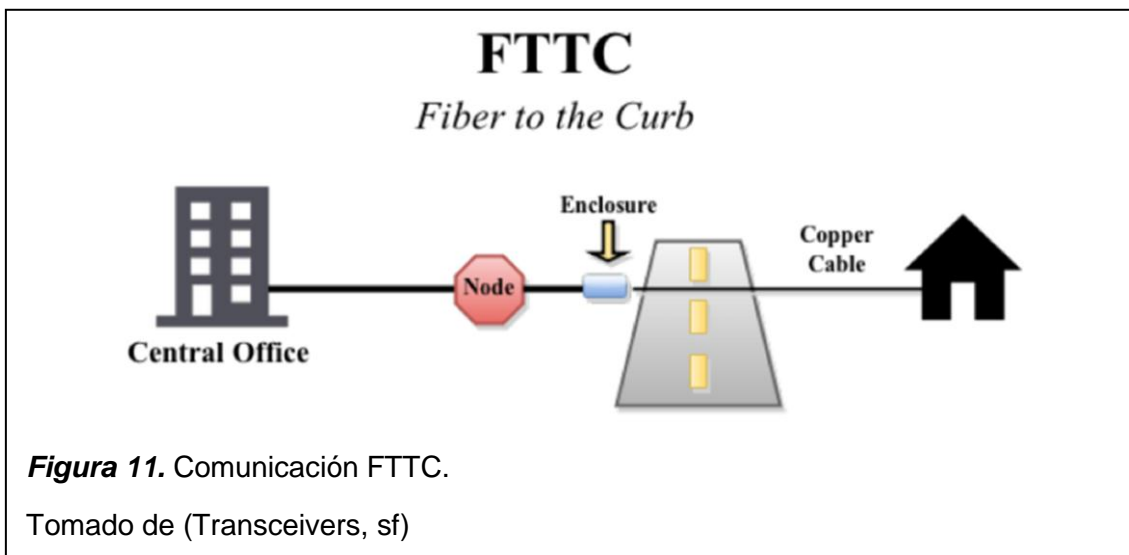 FTTC
Fiber to the Curb
Enclosure
Copper
Cable
Node
Central Office
Figura 11. Comunicación FTTC.
Tomado de (Transceivers, sf)